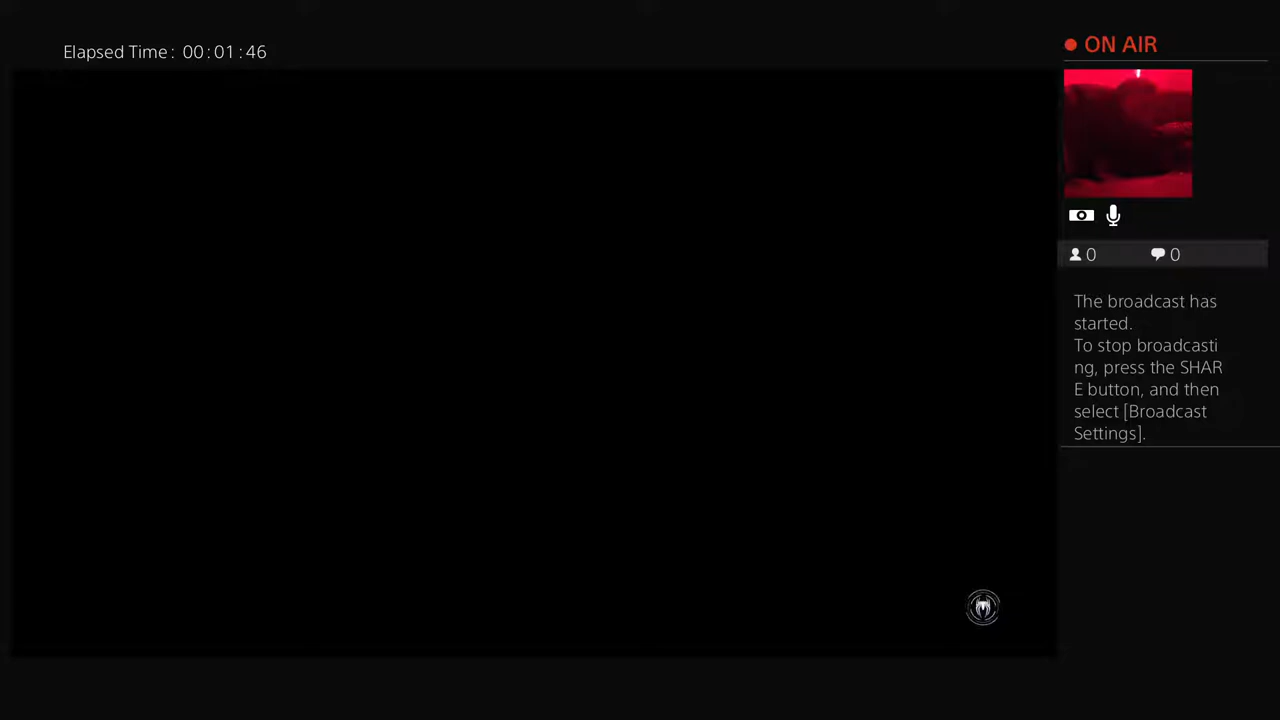 Elapsed Time: 00:01:46
ON AIR
0 0
The broadcast has
started.
To stop broadcasti
ng, press the SHAR
E button, and then
select [Broadcast
Settings].